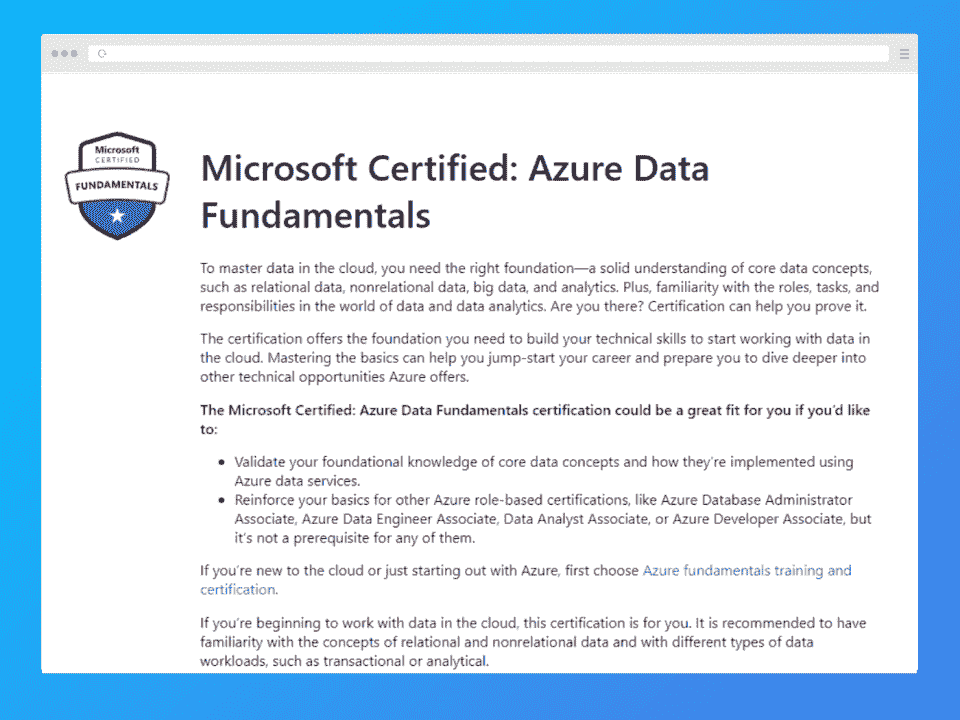 Microsoft
CERTIFIED
FUNDAMENTALS
Microsoft Certified: Azure Data
Fundamentals
To master data in the cloud, you need the right foundation—a solid understanding of core data concepts,
such as relational data, nonrelational data, big data, and analytics. Plus, familiarity with the roles, tasks, and
responsibilities in the world of data and data analytics. Are you there? Certification can help you prove it.
The certification offers the foundation you need to build your technical skills to start working with data in
the cloud. Mastering the basics can help you jump-start your career and prepare you to dive deeper into
other technical opportunities Azure offers.
The Microsoft Certified: Azure Data Fundamentals certification could be a great fit for you if you'd like
to:
• Validate your foundational knowledge of core data concepts and how they're implemented using
Azure data services.
• Reinforce your basics for other Azure role-based certifications, like Azure Database Administrator
Associate, Azure Data Engineer Associate, Data Analyst Associate, or Azure Developer Associate, but
it's not a prerequisite for any of them.
If you're new to the cloud or just starting out with Azure, first choose Azure fundamentals training and
certification.
If you're beginning to work with data in the cloud, this certification is for you. It is recommended to have
familiarity with the concepts of relational and nonrelational data and with different types of data
workloads, such as transactional or analytical.